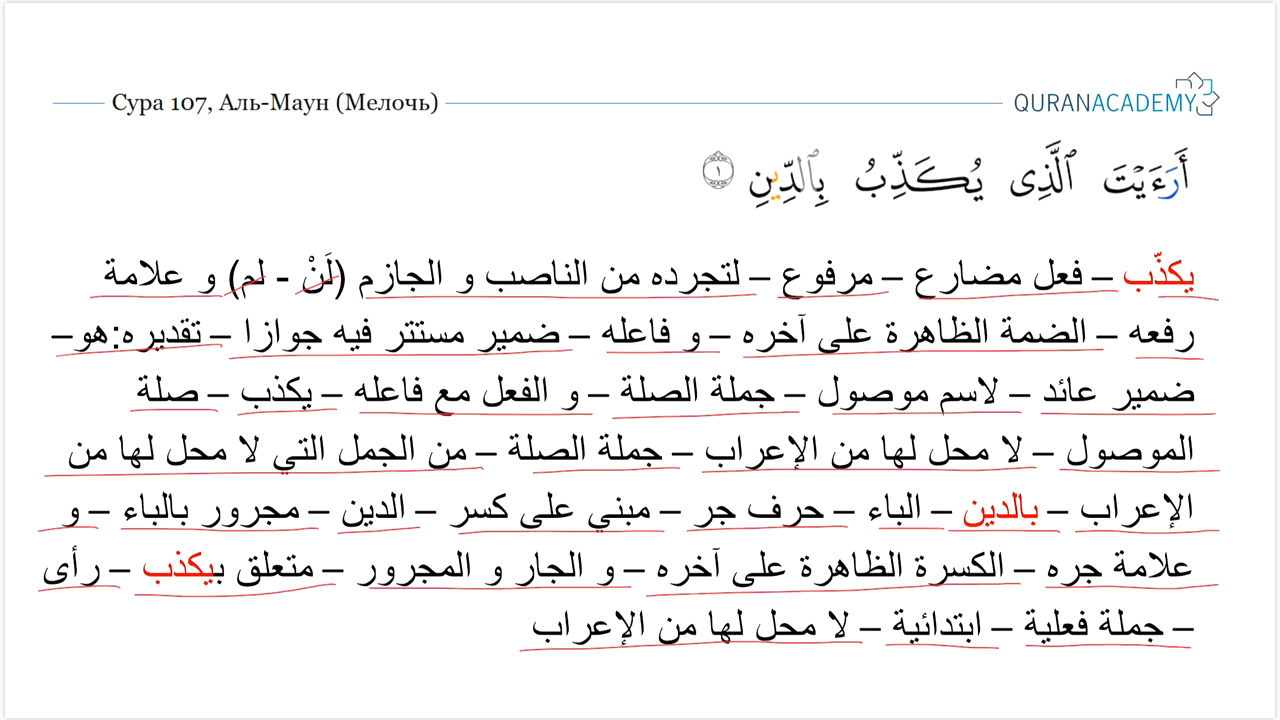 Сура 107, Аль-Маун (Мелочь)
QURANACADEMY
أَرَءَيْتَ ٱلَّذِى يُكَذِّبُ بِٱلدِّينِ ١
يكذّب – فعل مضارع – مرفوع – لتجرده من الناصب و الجازم (لَنْ - لم) و علامة
رفعه – الضمة الظاهرة على آخره – و فاعله – ضمير مستتر فيه جوازا – تقديره:هو–
ضمير عائد – لاسم موصول – جملة الصلة – و الفعل مع فاعله – يكذب – صلة
الموصول – لا محل لها من الإعراب – جملة الصلة – من الجمل التي لا محل لها من
الإعراب – بالدين – الباء – حرف جر – مبني على كسر – الدين – مجرور بالباء – و
علامة جره – الكسرة الظاهرة على آخره – و الجار و المجرور – متعلق بيكذب – رأى
– جملة فعلية – ابتدائية – لا محل لها من الإعراب